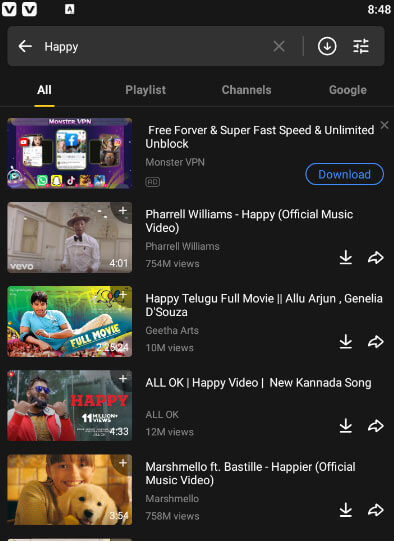 8:48
A
Happy
All Playlist Channels Google
Monster VPN
Free Forver & Super Fast Speed & Unlimited
Unblock
Monster VPN
AD
Download
vevo
4:01
Pharrell Williams - Happy (Official Music
Video)
Pharrell Williams
754M views
FULL MOVIE
2:25:24
Happy Telugu Full Movie || Allu Arjun , Genelia
D'Souza
Geetha Arts
10M views
HAPPY
11 MILLION+
VIEWS
4:33
ALL OK | Happy Video | New Kannada Song
ALL OK
12M views
3:54
Marshmello ft. Bastille - Happier (Official
Music Video)
Marshmello
758M views